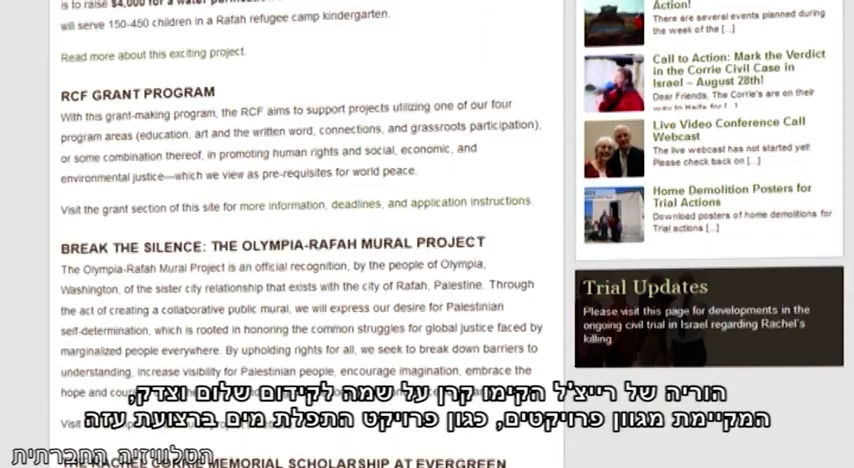 is to raise $4,000 for a water
will serve 150-450 children in a Rafah refugee camp kindergarten.
Read more about this exciting project.
RCF GRANT PROGRAM
With this grant-making program, the RCF aims to support projects utilizing one of our four
program areas (education, art and the written word, connections, and grassroots participation),
or some combination thereof, in promoting human rights and social, economic, and
environmental justice—which we view as pre-requisites for world peace.
Visit the grant section of this site for more information, deadlines, and application instructions.
BREAK THE SILENCE: THE OLYMPIA-RAFAH MURAL PROJECT
The Olympia-Rafah Mural Project is an official recognition, by the people of Olympia,
Washington, of the sister city relationship that exists with the city of Rafah, Palestine. Through
the act of creating a collaborative public mural, we will express our desire for Palestinian
self-determination, which is rooted in honoring the common struggles for global justice faced by
marginalized people everywhere. By upholding rights for all, we seek to break down barriers to
understanding, increase visibility for Palestinian people, encourage imagination, embrace the
hope and
Visit
THE RACHEL CORRIE MEMORIAL SCHOLARSHIP AT EVERGREEN
Action!
There are several events planned during
the week of the [...]
Call to Action: Mark the Verdict
in the Corrie Civil Case in
Israel – August 28th!
Dear Friends, The Corrie's are on their
way to Haifa for [...]
Live Video Conference Call
Webcast
The live webcast has not started yet!
Please check back on [...]
Home Demolition Posters for
Trial Actions
Download posters of home demolitions for
Trial actions [...]
Trial Updates
Please visit this page for developments in the
ongoing civil trial in Israel regarding Rachel's
killing.
הוריה של רייצ'ל הקימו קרן על שמה לקידום שלום וצדק,
המקיימת מגוון פרויקטים, כגון פרויקט התפלת מים ברצועת עזה
הטלוויזיה החברתית